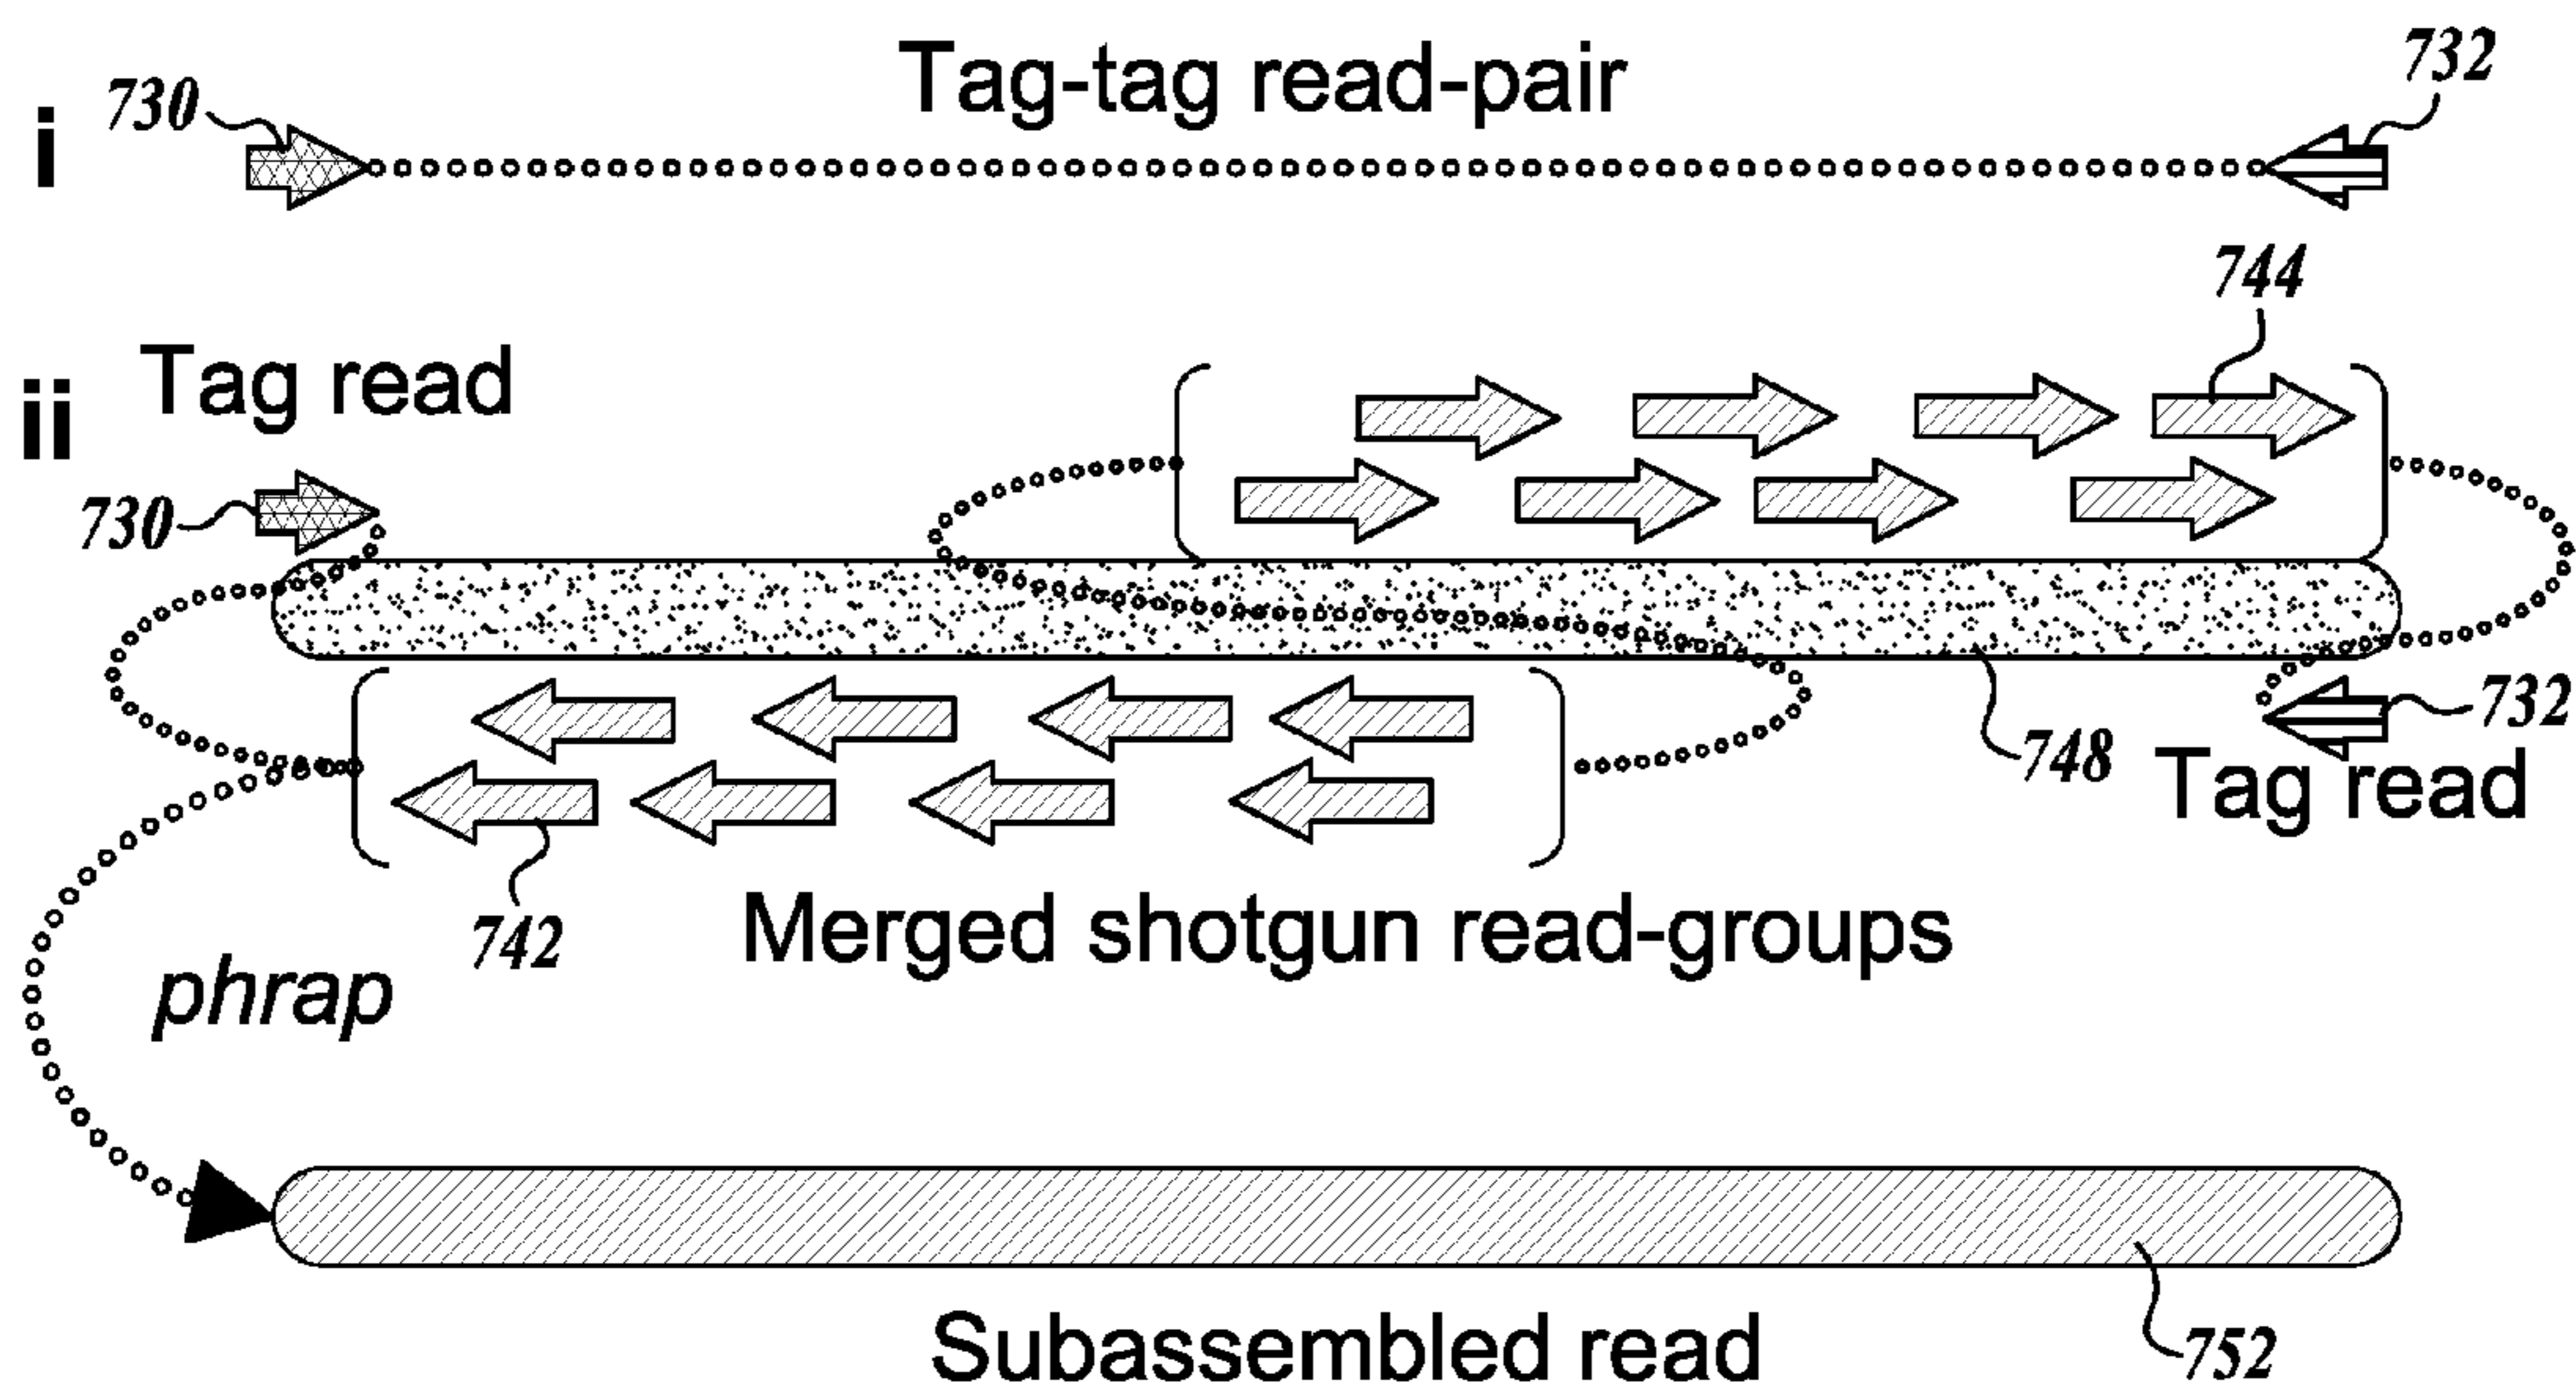 Tag-tag read-pair
732
730
i
744
Tag read
ii
730
732
748
Tag read
742
Merged shotgun read-groups
phrap
Subassembled read
752